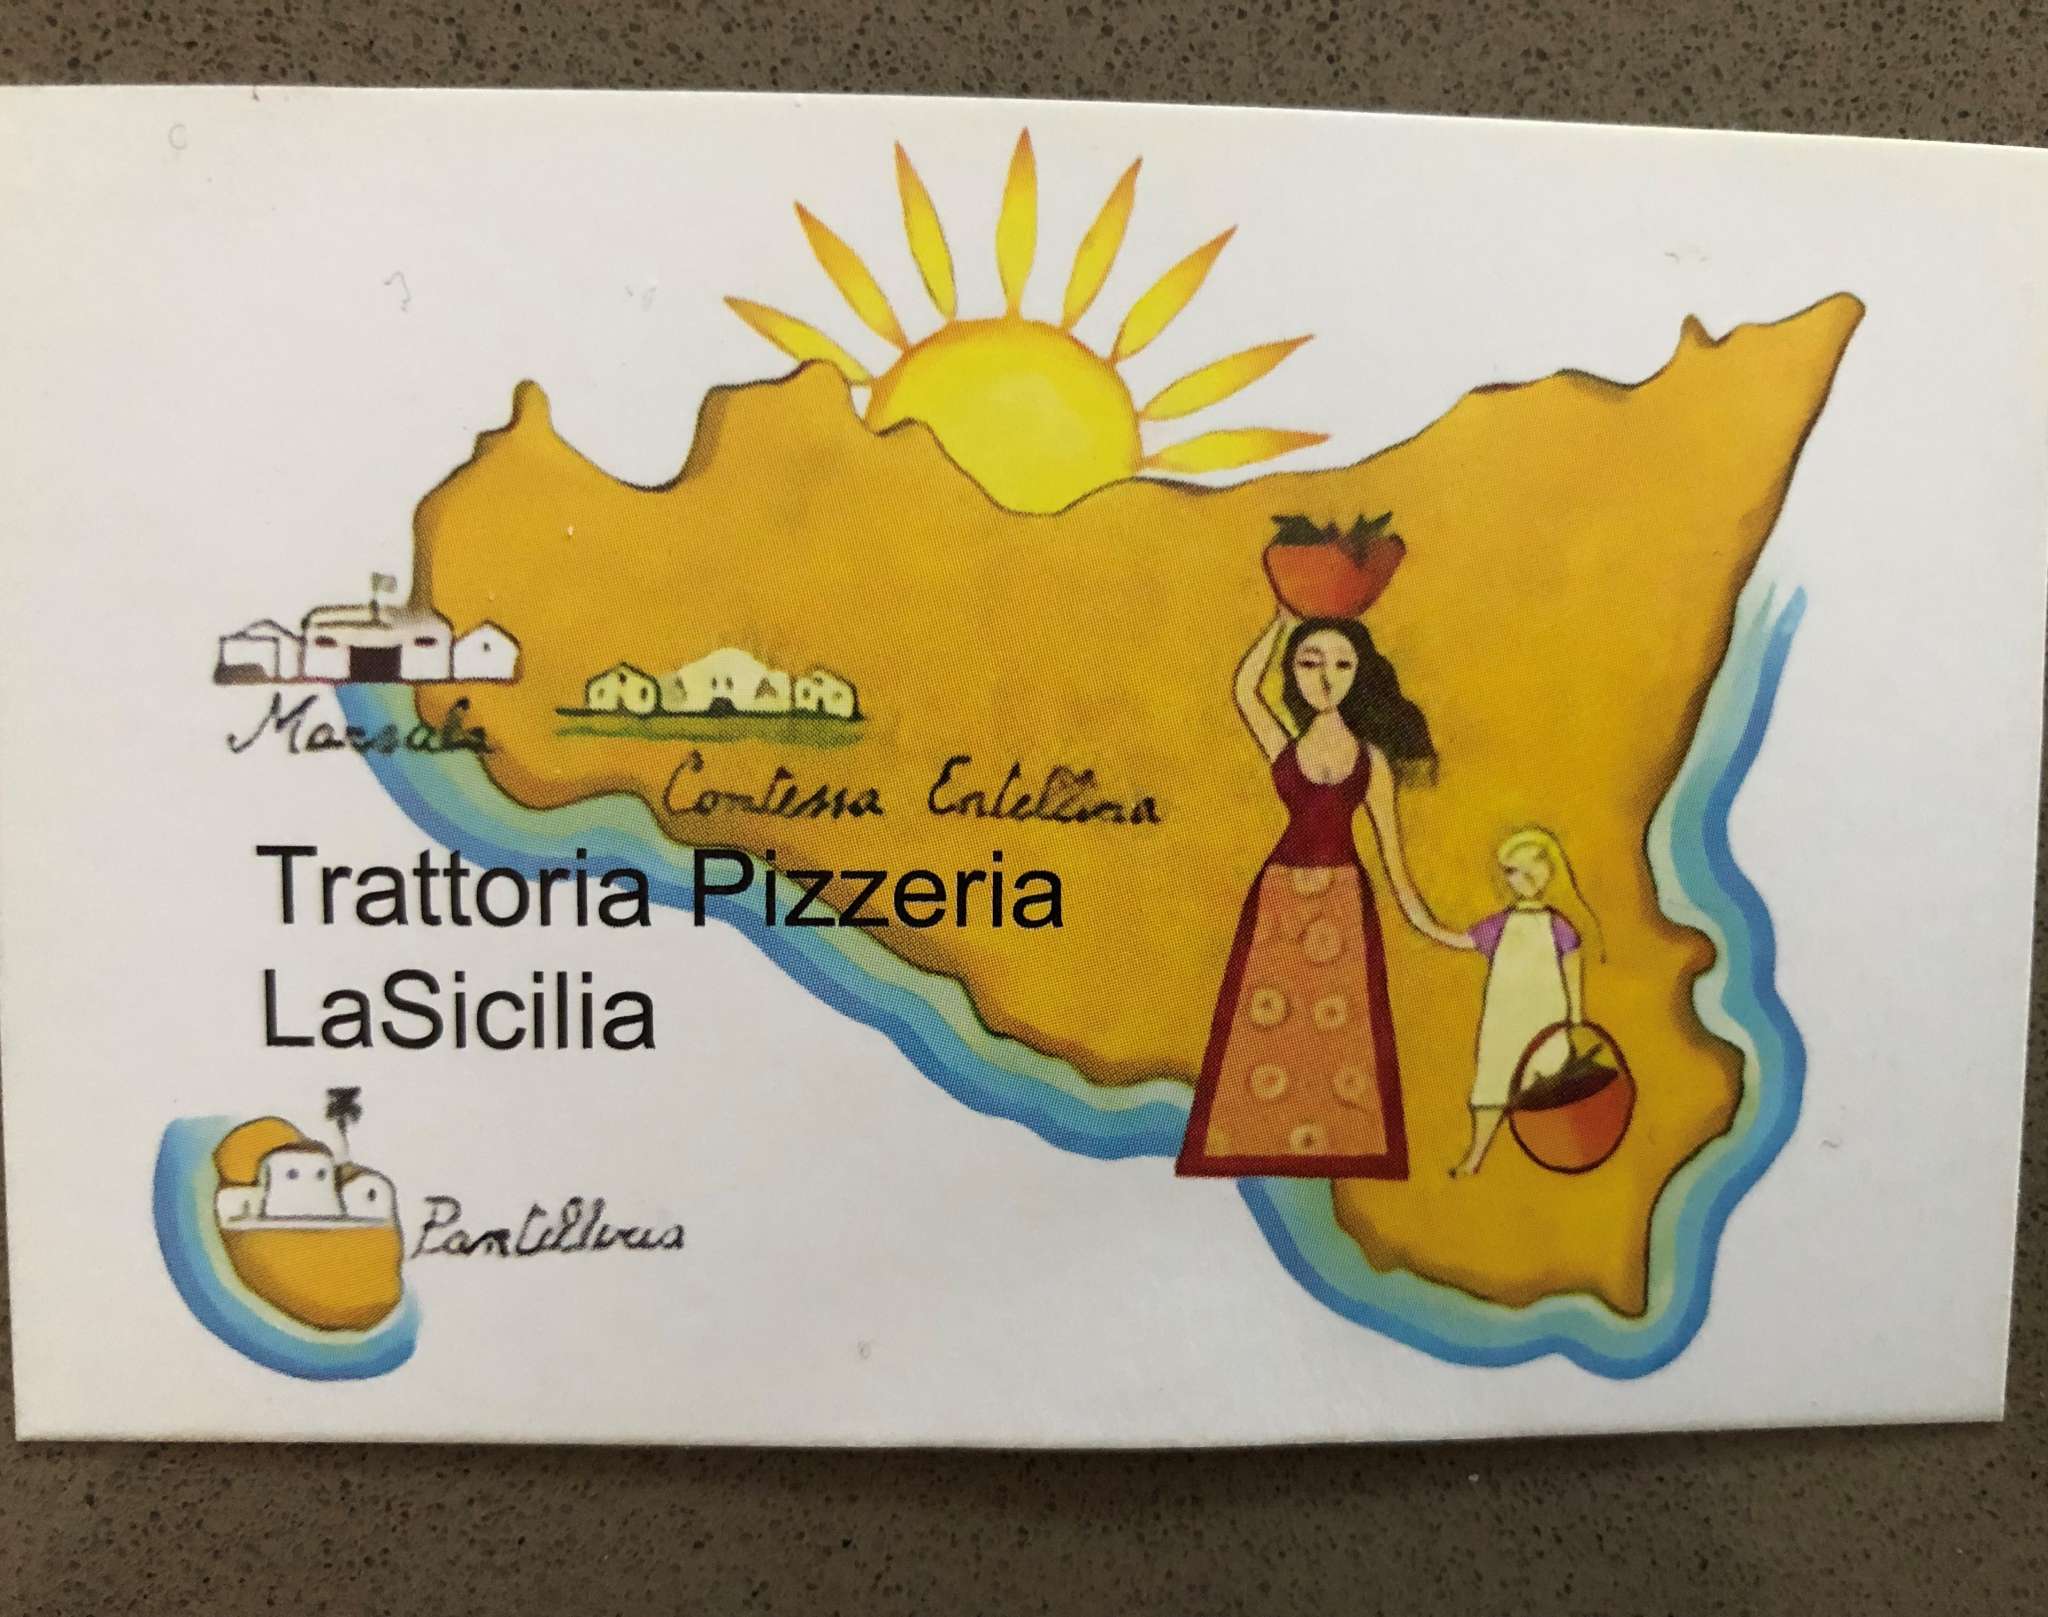 Marsala
Contessa Entellina
Trattoria Pizzeria
LaSicilia
Pantelleria